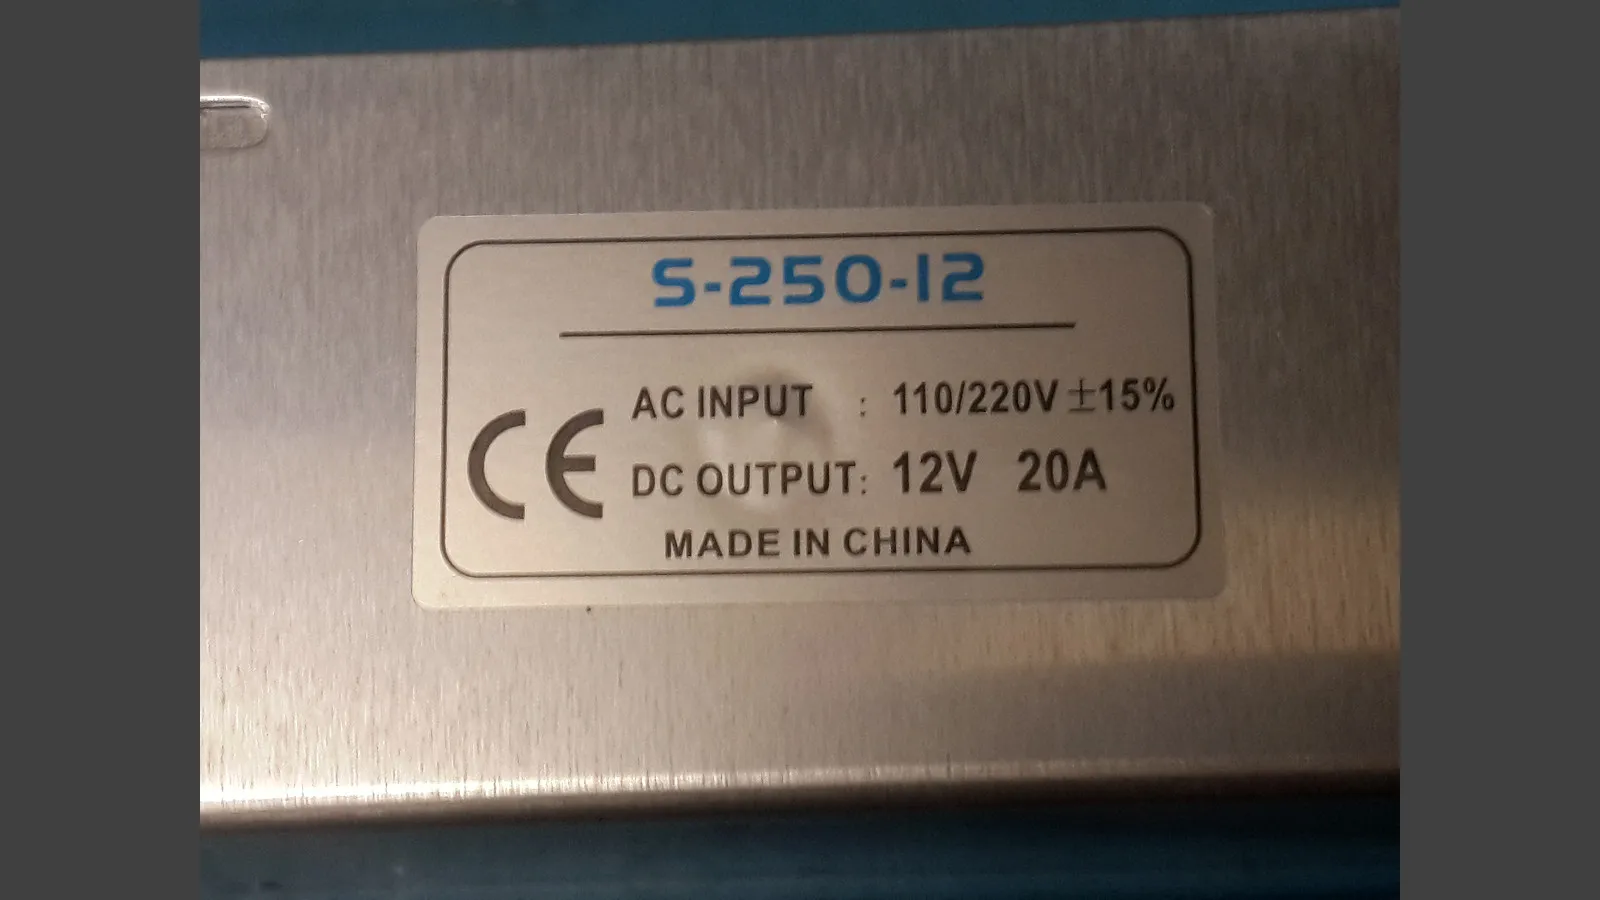 S-250-12
AC INPUT : 110/220V ±15%
CE DC OUTPUT: 12V 20A
MADE IN CHINA